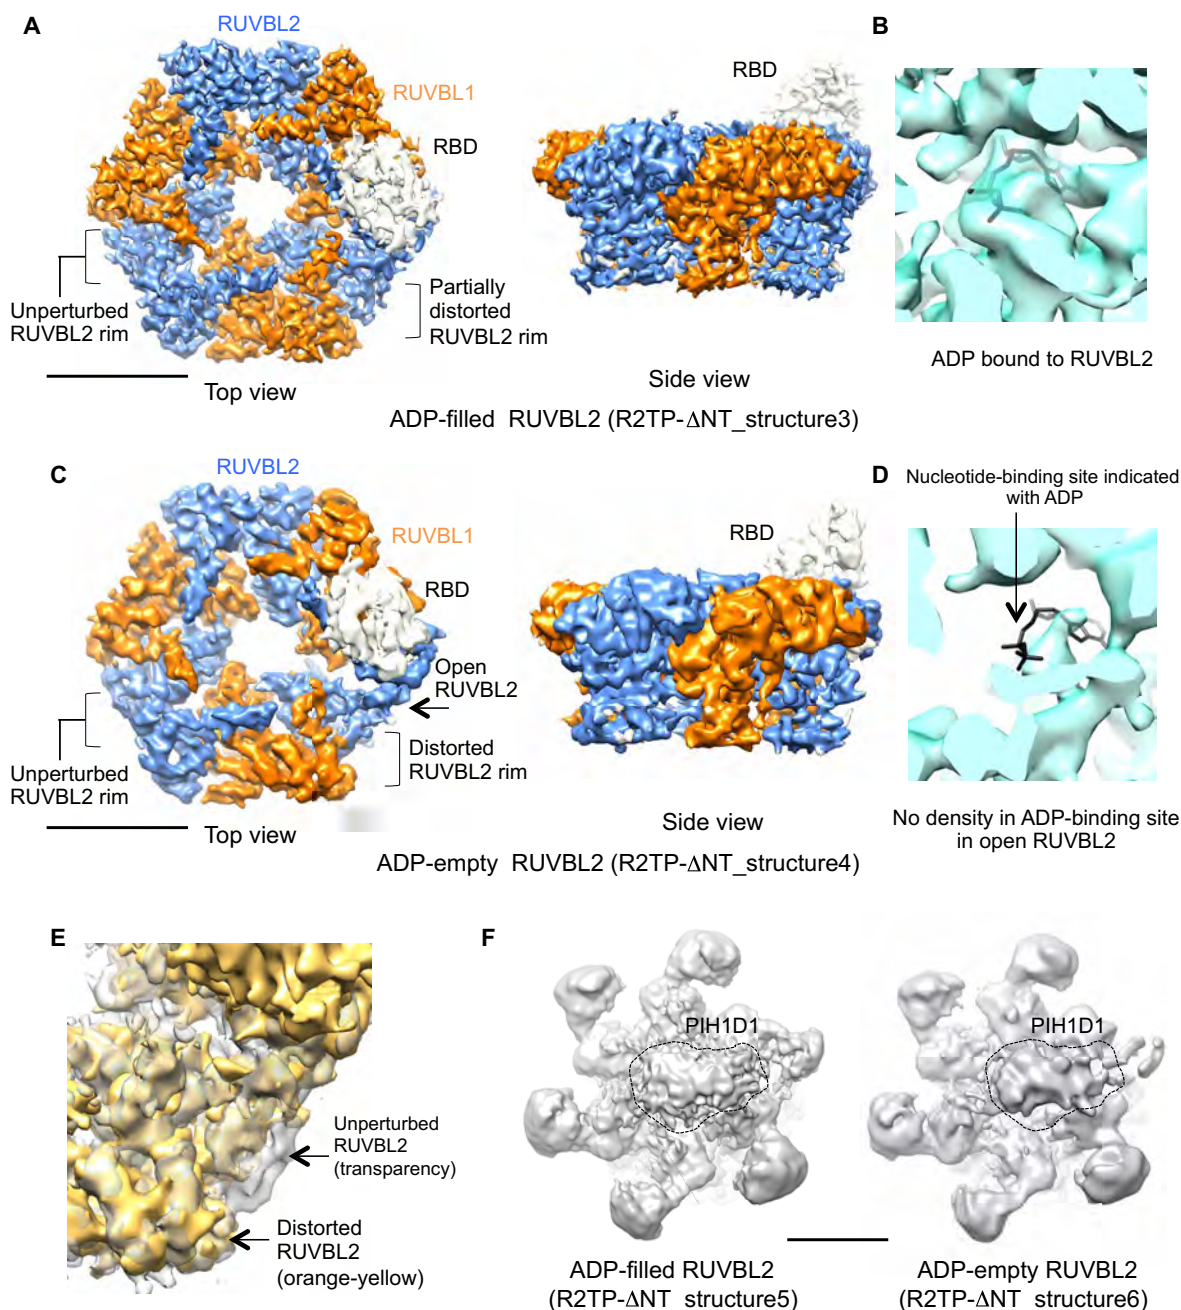 A
RUVBL2
RUVBL1
RBD
Unperturbed
RUVBL2 rim
Partially
distorted
RUVBL2 rim
Top view
RBD
Side view
ADP-filled RUVBL2 (R2TP-ΔNT_structure3)
B
ADP bound to RUVBL2
C
RUVBL2
RUVBL1
RBD
Open
RUVBL2
Unperturbed
RUVBL2 rim
Distorted
RUVBL2 rim
Top view
RBD
Side view
ADP-empty RUVBL2 (R2TP-ΔNT_structure4)
D
Nucleotide-binding site indicated
with ADP
No density in ADP-binding site
in open RUVBL2
E
Unperturbed
RUVBL2
(transparency)
Distorted
RUVBL2
(orange-yellow)
F
PIH1D1
ADP-filled RUVBL2
(R2TP-ΔNT_structure5)
PIH1D1
ADP-empty RUVBL2
(R2TP-ΔNT_structure6)